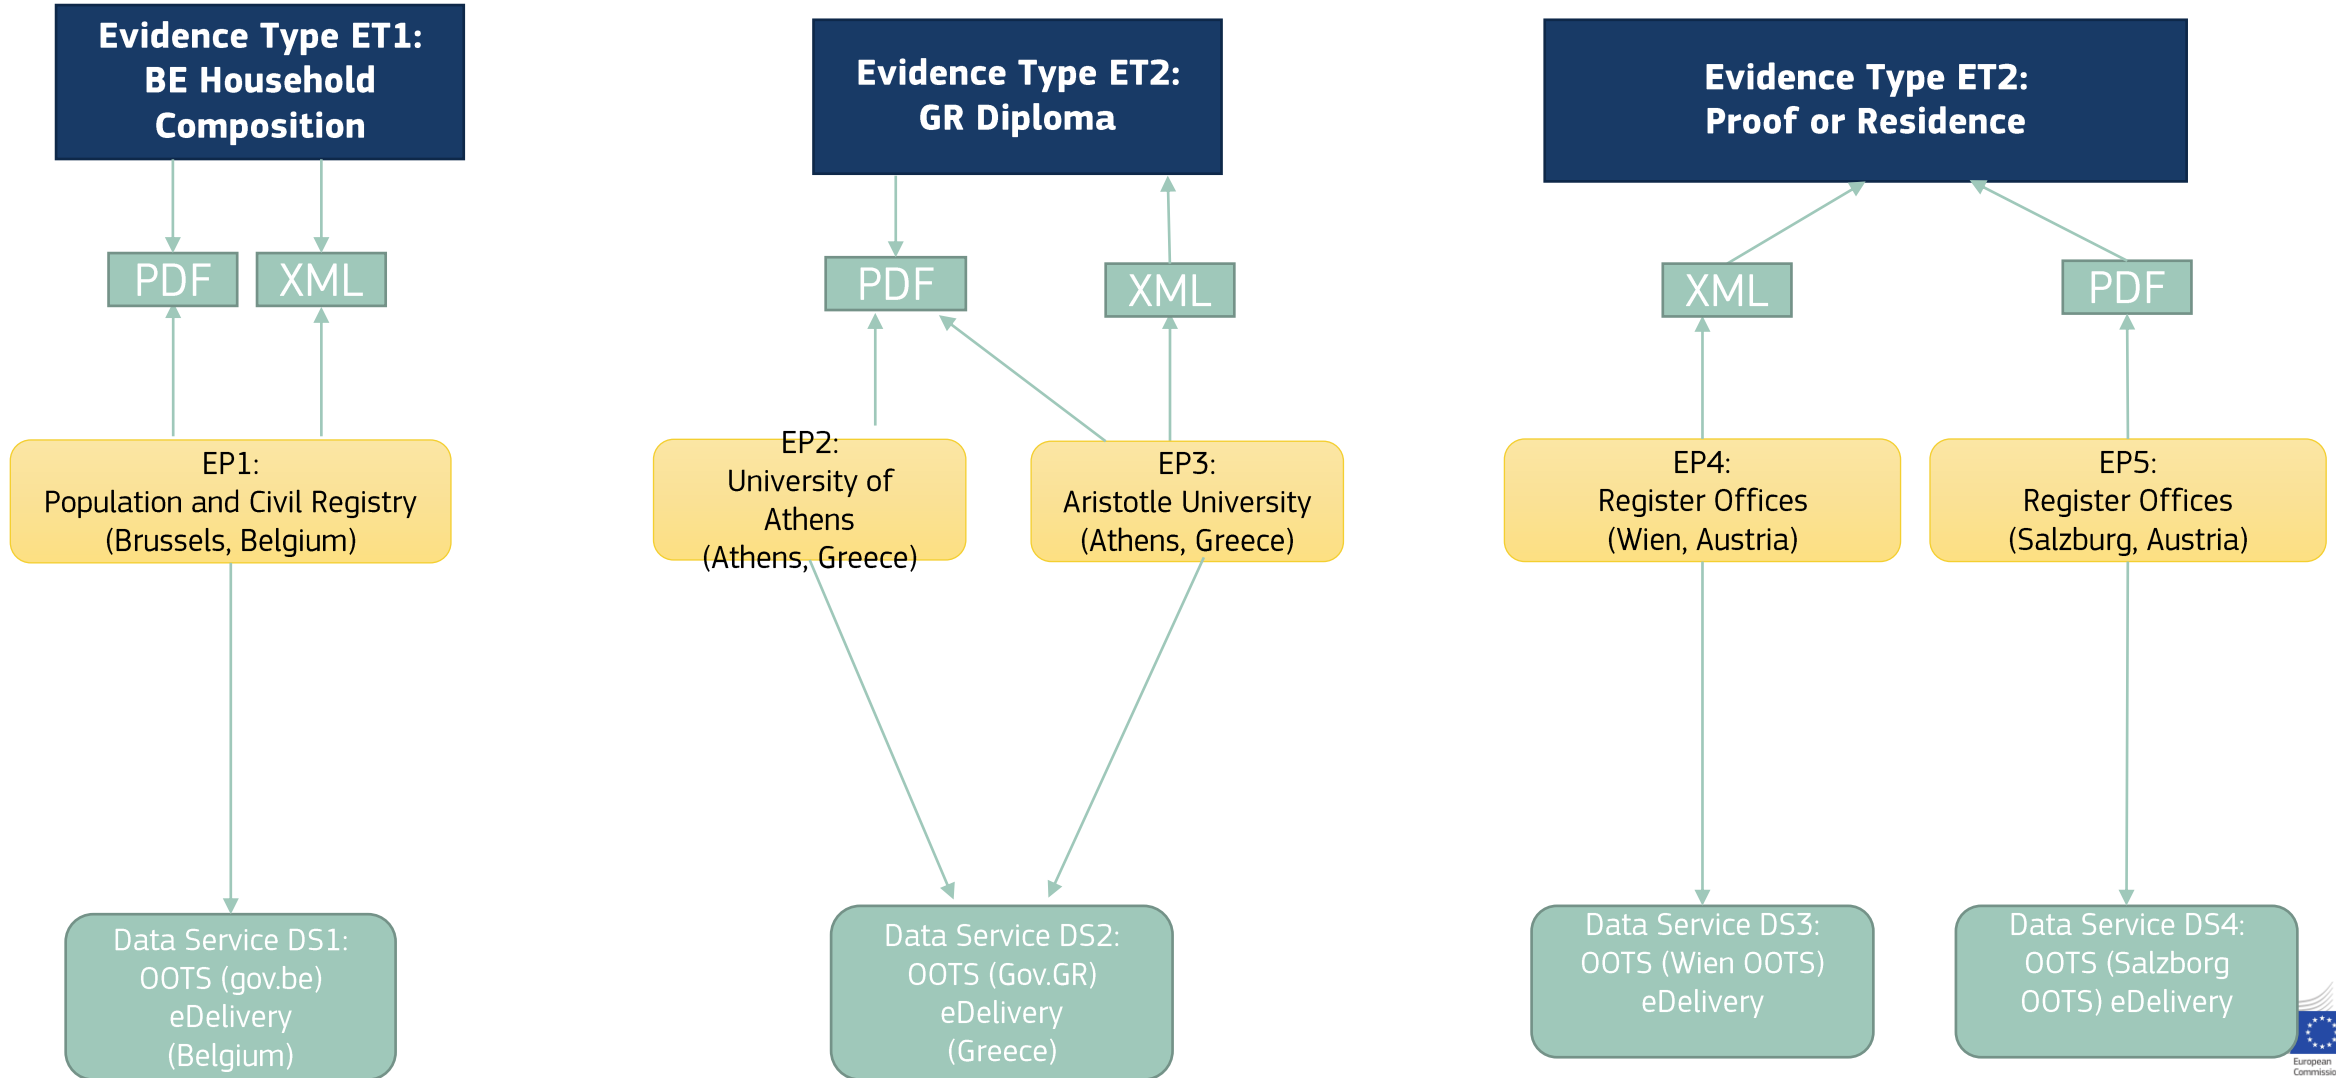 Evidence Type ET1:
BE Household
Composition
Evidence Type ET2:
GR Diploma
Evidence Type ET2:
Proof or Residence
PDF
XML
PDF
XML
XML
PDF
EP1:
Population and Civil Registry
(Brussels, Belgium)
EP2:
University of
Athens
(Athens, Greece)
EP3:
Aristotle University
(Athens, Greece)
EP4:
Register Offices
(Wien, Austria)
EP5:
Register Offices
(Salzburg, Austria)
Data Service DS1:
OOTS (gov.be)
eDelivery
(Belgium)
Data Service DS2:
OOTS (Gov.GR)
eDelivery
(Greece)
Data Service DS3:
OOTS (Wien OOTS)
eDelivery
Data Service DS4:
OOTS (Salzborg
OOTS) eDelivery
European
Commissio